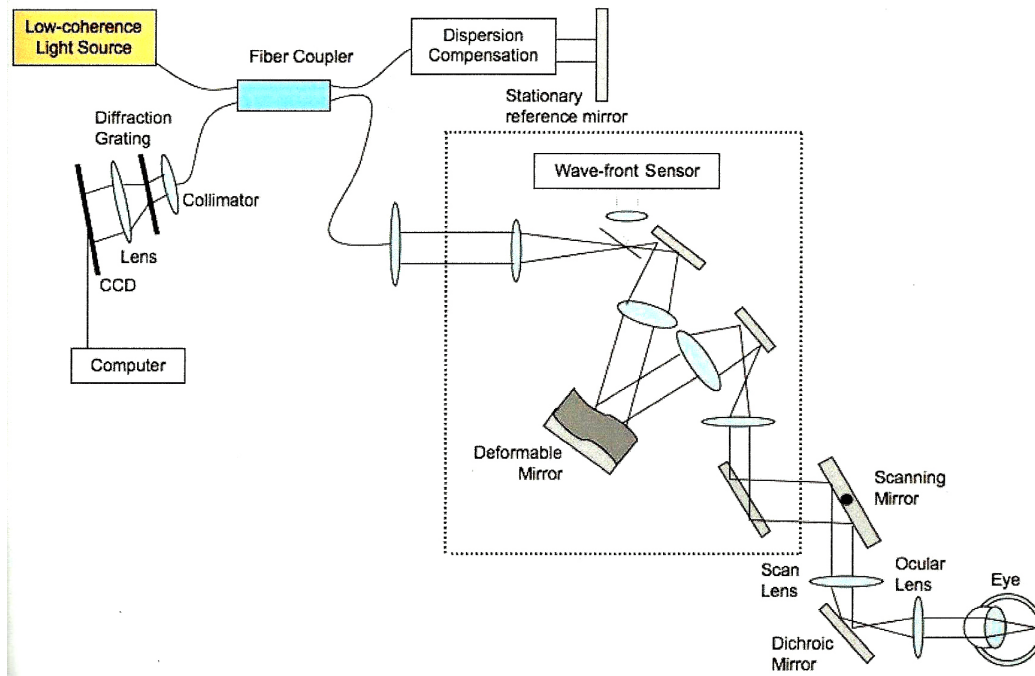 Low-coherence
Light Source
Fiber Coupler
Dispersion
Compensation
Stationary
reference mirror
Diffraction
Grating
Collimator
Lens
CCD
Computer
Wave-front Sensor
Deformable
Mirror
Scanning
Mirror
Scan
Lens
Ocular
Lens
Eye
Dichroic
Mirror